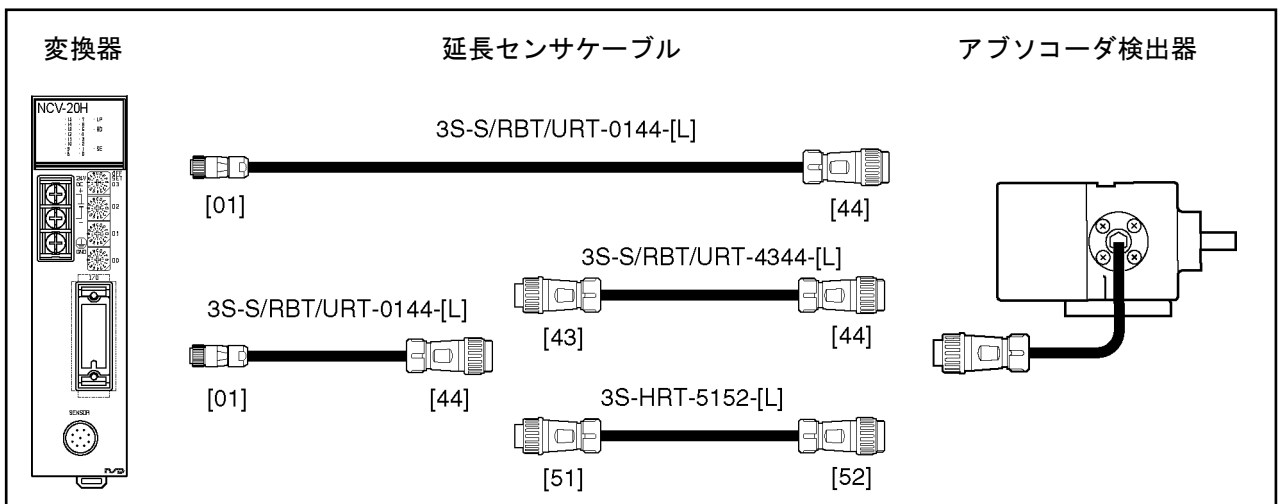 変換器
延長センサケーブル
アブソコーダ検出器
NCV-20H
3S-S/RBT/URT-0144-[L]
[01]
[44]
3S-S/RBT/URT-4344-[L]
[43]
[44]
3S-S/RBT/URT-0144-[L]
[01]
[44]
3S-HRT-5152-[L]
[51]
[52]
SENSOR